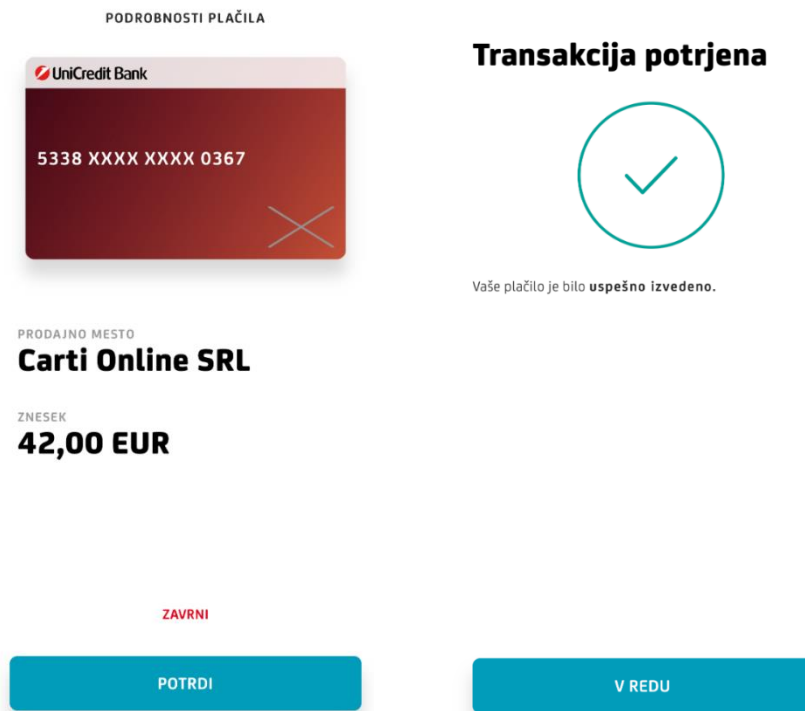 PODROBNOSTI PLAČILA
UniCredit Bank
5338 XXXX XXXX 0367
PRODAJNO MESTO
Carti Online SRL
ZNESEK
42,00 EUR
ZAVRNI
POTRDI
Transakcija potrjena
Vaše plačilo je bilo uspešno izvedeno.
V REDU